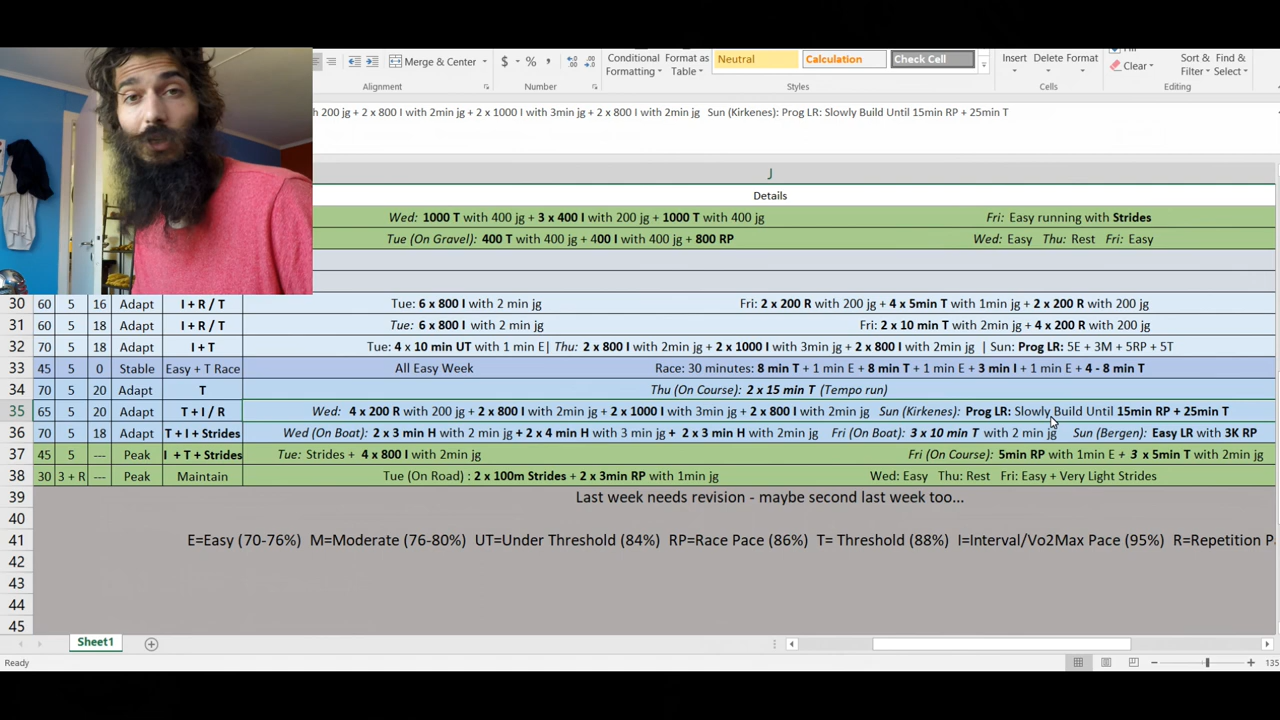 Merge & Center
$ % ,
Conditional Formatting
Format as Table
Neutral
Calculation
Check Cell
Insert Delete Format
Clear
Sort & Filter
Find & Select
Alignment
Number
Styles
Cells
Editing
h 200 jg + 2 x 800 I with 2min jg + 2 x 1000 I with 3min jg + 2 x 800 I with 2min jg Sun (Kirkenes): Prog LR: Slowly Build Until 15min RP + 25min T
J
Details
Wed: 1000 T with 400 jg + 3 x 400 I with 200 jg + 1000 T with 400 jg Fri: Easy running with Strides
Tue (On Gravel): 400 T with 400 jg + 400 I with 400 jg + 800 RP Wed: Easy Thu: Rest Fri: Easy
30 60 5 16 Adapt I + R / T Tue: 6 x 800 I with 2 min jg Fri: 2 x 200 R with 200 jg + 4 x 5min T with 1min jg + 2 x 200 R with 200 jg
31 60 5 18 Adapt I + R / T Tue: 6 x 800 I with 2 min jg Fri: 2 x 10 min T with 2min jg + 4 x 200 R with 200 jg
32 70 5 18 Adapt I + T Tue: 4 x 10 min UT with 1 min E| Thu: 2 x 800 I with 2min jg + 2 x 1000 I with 3min jg + 2 x 800 I with 2min jg | Sun: Prog LR: 5E + 3M + 5RP + 5T
33 45 5 0 Stable Easy + T Race All Easy Week Race: 30 minutes: 8 min T + 1 min E + 8 min T + 1 min E + 3 min I + 1 min E + 4 - 8 min T
34 70 5 20 Adapt T Thu (On Course): 2 x 15 min T (Tempo run)
35 65 5 20 Adapt T + I / R Wed: 4 x 200 R with 200 jg + 2 x 800 I with 2min jg + 2 x 1000 I with 3min jg + 2 x 800 I with 2min jg Sun (Kirkenes): Prog LR: Slowly Build Until 15min RP + 25min T
36 70 5 18 Adapt T + I + Strides Wed (On Boat): 2 x 3 min H with 2 min jg + 2 x 4 min H with 3 min jg + 2 x 3 min H with 2min jg Fri (On Boat): 3 x 10 min T with 2 min jg Sun (Bergen): Easy LR with 3K RP
37 45 5 --- Peak I + T + Strides Tue: Strides + 4 x 800 I with 2min jg Fri (On Course): 5min RP with 1min E + 3 x 5min T with 2min jg
38 30 3 + R --- Peak Maintain Tue (On Road) : 2 x 100m Strides + 2 x 3min RP with 1min jg Wed: Easy Thu: Rest Fri: Easy + Very Light Strides
39 Last week needs revision - maybe second last week too...
40
41 E=Easy (70-76%) M=Moderate (76-80%) UT=Under Threshold (84%) RP=Race Pace (86%) T= Threshold (88%) I=Interval/Vo2Max Pace (95%) R=Repetition P
42
43
44
45
Sheet1
Ready
135